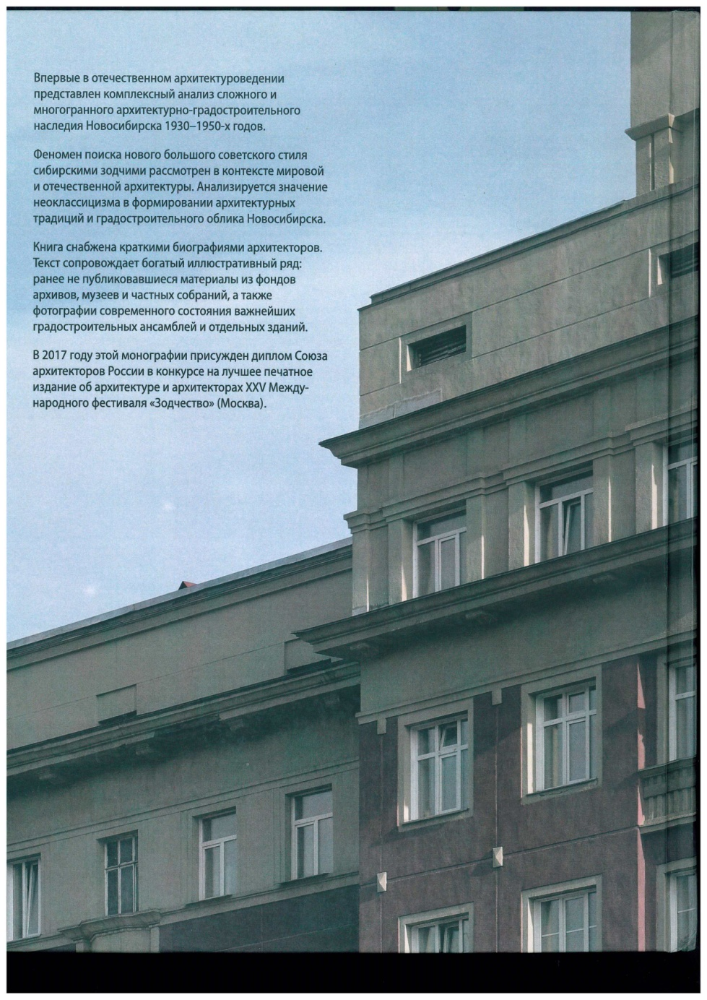 Впервые в отечественном архитектуроведении
представлен комплексный анализ сложного и
многогранного архитектурно-градостроительного
наследия Новосибирска 1930–1950-х годов.
Феномен поиска нового большого советского стиля
сибирскими зодчими рассмотрен в контексте мировой
и отечественной архитектуры. Анализируется значение
неоклассицизма в формировании архитектурных
традиций и градостроительного облика Новосибирска.
Книга снабжена краткими биографиями архитекторов.
Текст сопровождает богатый иллюстративный ряд:
ранее не публиковавшиеся материалы из фондов
архивов, музеев и частных собраний, а также
фотографии современного состояния важнейших
градостроительных ансамблей и отдельных зданий.
В 2017 году этой монографии присужден диплом Союза
архитекторов России в конкурсе на лучшее печатное
издание об архитектуре и архитекторах XXV Между-
народного фестиваля «Зодчество» (Москва).